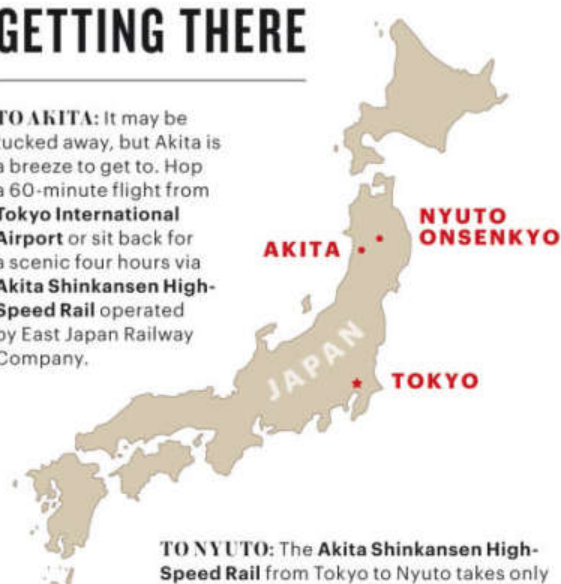 GETTING THERE
TO AKITA: It may be
tucked away, but Akita is
a breeze to get to. Hop
a 60-minute flight from
Tokyo International
Airport or sit back for
a scenic four hours via
Akita Shinkansen High-
Speed Rail operated
by East Japan Railway
Company.
NYUTO
ONSENKYO
AKITA
JAPAN
TOKYO
TO NYUTO: The Akita Shinkansen High-
Speed Rail from Tokyo to Nyuto takes only